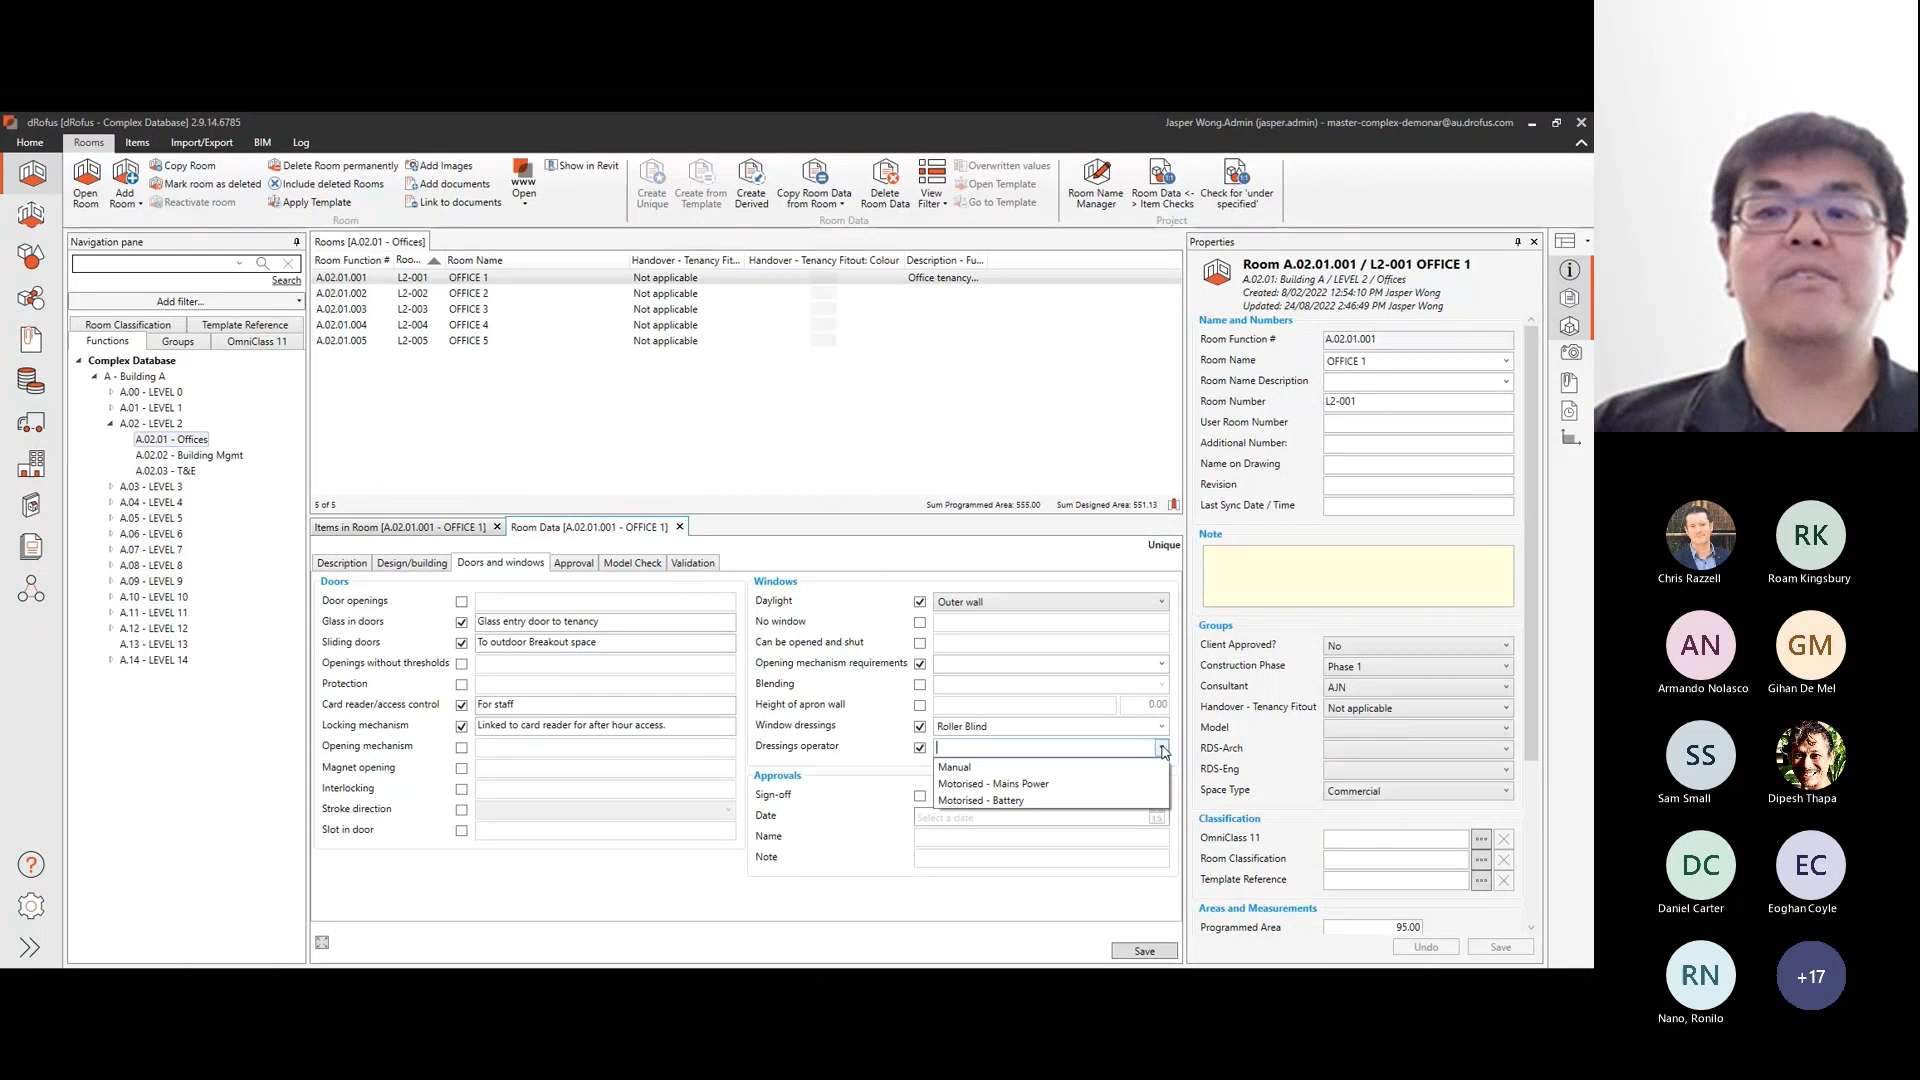 dRofus [dRofus - Complex Database] 2.9.14.6785
Jasper Wong.Admin (jasper.admin) - master-complex-demonar@au.drofus.com
Home Rooms Items Import/Export BIM Log
Open Room
Add Room
Copy Room
Mark room as deleted
Reactivate room
Delete Room permanently
Include deleted Rooms
Apply Template
Add Images
Add documents
Link to documents
www Open
Show in Revit
Room
Create Unique
Create from Template
Create Derived
Copy Room Data from Room
Delete Room Data
View Filter
Overwritten values
Open Template
Go to Template
Room Data
Room Name Manager
Room Data <-> Item Checks
Check for 'under specified'
Project
Navigation pane
Search
Add filter...
Room Classification Template Reference
Functions Groups OmniClass 11
Complex Database
A - Building A
A.00 - LEVEL 0
A.01 - LEVEL 1
A.02 - LEVEL 2
A.02.01 - Offices
A.02.02 - Building Mgmt
A.02.03 - T&E
A.03 - LEVEL 3
A.04 - LEVEL 4
A.05 - LEVEL 5
A.06 - LEVEL 6
A.07 - LEVEL 7
A.08 - LEVEL 8
A.09 - LEVEL 9
A.10 - LEVEL 10
A.11 - LEVEL 11
A.12 - LEVEL 12
A.13 - LEVEL 13
A.14 - LEVEL 14
Rooms [A.02.01 - Offices]
Room Function # Roo... Room Name Handover - Tenancy Fit... Handover - Tenancy Fitout: Colour Description - Fu...
A.02.01.001 L2-001 OFFICE 1 Not applicable Office tenancy...
A.02.01.002 L2-002 OFFICE 2 Not applicable
A.02.01.003 L2-003 OFFICE 3 Not applicable
A.02.01.004 L2-004 OFFICE 4 Not applicable
A.02.01.005 L2-005 OFFICE 5 Not applicable
5 of 5 Sum Programmed Area: 555.00 Sum Designed Area: 551.13
Items in Room [A.02.01.001 - OFFICE 1] Room Data [A.02.01.001 - OFFICE 1]
Unique
Description Design/building Doors and windows Approval Model Check Validation
Doors
Door openings
Glass in doors Glass entry door to tenancy
Sliding doors To outdoor Breakout space
Openings without thresholds
Protection
Card reader/access control For staff
Locking mechanism Linked to card reader for after hour access.
Opening mechanism
Magnet opening
Interlocking
Stroke direction
Slot in door
Windows
Daylight Outer wall
No window
Can be opened and shut
Opening mechanism requirements
Blending
Height of apron wall 0.00
Window dressings Roller Blind
Dressings operator
Manual
Motorised - Mains Power
Motorised - Battery
Approvals
Sign-off
Date Select a date 15
Name
Note
Save
Properties
Room A.02.01.001 / L2-001 OFFICE 1
A.02.01: Building A / LEVEL 2 / Offices
Created: 8/02/2022 12:54:10 PM Jasper Wong
Updated: 24/08/2022 2:46:49 PM Jasper Wong
Name and Numbers
Room Function # A.02.01.001
Room Name OFFICE 1
Room Name Description
Room Number L2-001
User Room Number
Additional Number:
Name on Drawing
Revision
Last Sync Date / Time
Note
Groups
Client Approved? No
Construction Phase Phase 1
Consultant AJN
Handover - Tenancy Fitout Not applicable
Model
RDS-Arch
RDS-Eng
Space Type Commercial
Classification
OmniClass 11
Room Classification
Template Reference
Areas and Measurements
Programmed Area 95.00
Undo Save
Chris Razzell
RK
Roam Kingsbury
AN
Armando Nolasco
GM
Gihan De Mel
SS
Sam Small
Dipesh Thapa
DC
Daniel Carter
EC
Eoghan Coyle
RN
Nano, Ronilo
+17